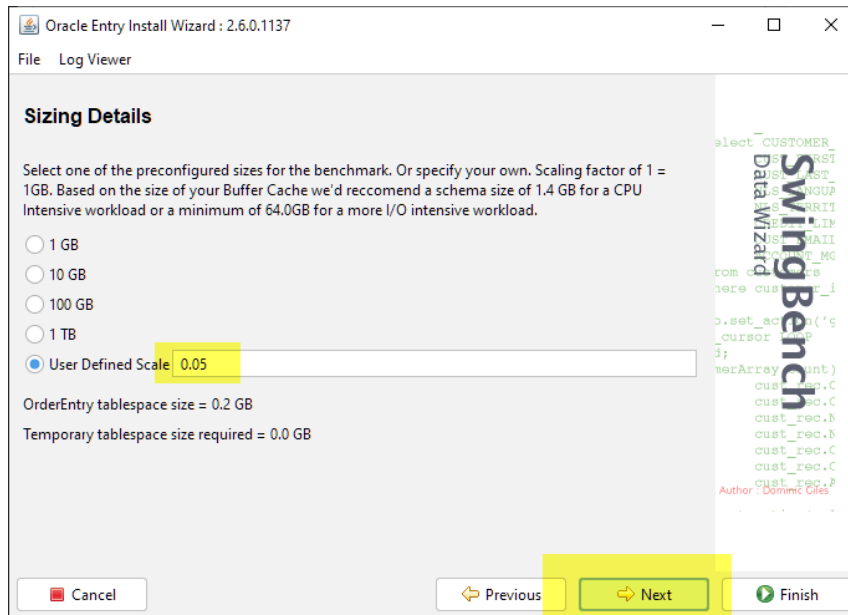 Oracle Entry Install Wizard : 2.6.0.1137
File Log Viewer
Sizing Details
Select one of the preconfigured sizes for the benchmark. Or specify your own. Scaling factor of 1 =
1GB. Based on the size of your Buffer Cache we'd reccomend a schema size of 1.4 GB for a CPU
Intensive workload or a minimum of 64.0GB for a more I/O intensive workload.
1 GB
10 GB
100 GB
1 TB
User Defined Scale 0.05
OrderEntry tablespace size = 0.2 GB
Temporary tablespace size required = 0.0 GB
SwingBench
Data Wizard
CUSTOMER_
cust_rec.N
cust_rec.N
Author : Dominic Giles
Cancel
Previous
Next
Finish